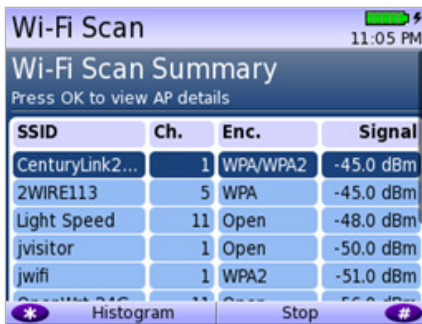 Wi-Fi Scan
11:05 PM
Wi-Fi Scan Summary
Press OK to view AP details
SSID Ch. Enc. Signal
CenturyLink2... 1 WPA/WPA2 -45.0 dBm
2WIRE113 5 WPA -45.0 dBm
Light Speed 11 Open -48.0 dBm
jvisitor 1 Open -50.0 dBm
jwifi 1 WPA2 -51.0 dBm
* Histogram Stop #